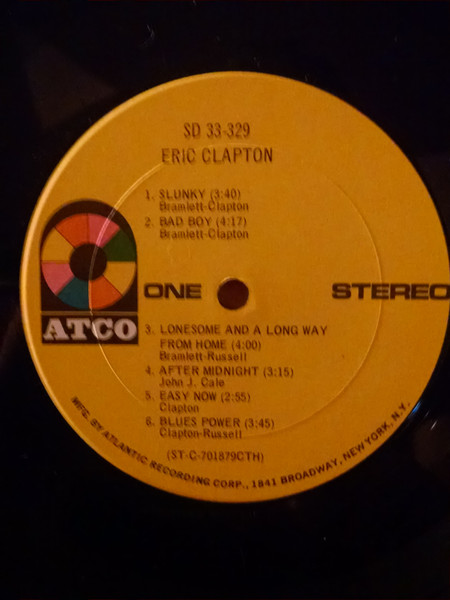 SD 33-329
ERIC CLAPTON
1. SLUNKY (3:40)
Bramlett-Clapton
2. BAD BOY (4:17)
Bramlett-Clapton
ATCO
ONE
STEREO
3. LONESOME AND A LONG WAY
FROM HOME (4:00)
Bramlett-Russell
4. AFTER MIDNIGHT (3:15)
John J. Cale
5. EASY NOW (2:55)
Clapton
6. BLUES POWER (3:45)
Clapton-Russell
(ST-C-701879CTH)
MFG. BY ATLANTIC RECORDING CORP., 1841 BROADWAY, NEW YORK, N.Y.